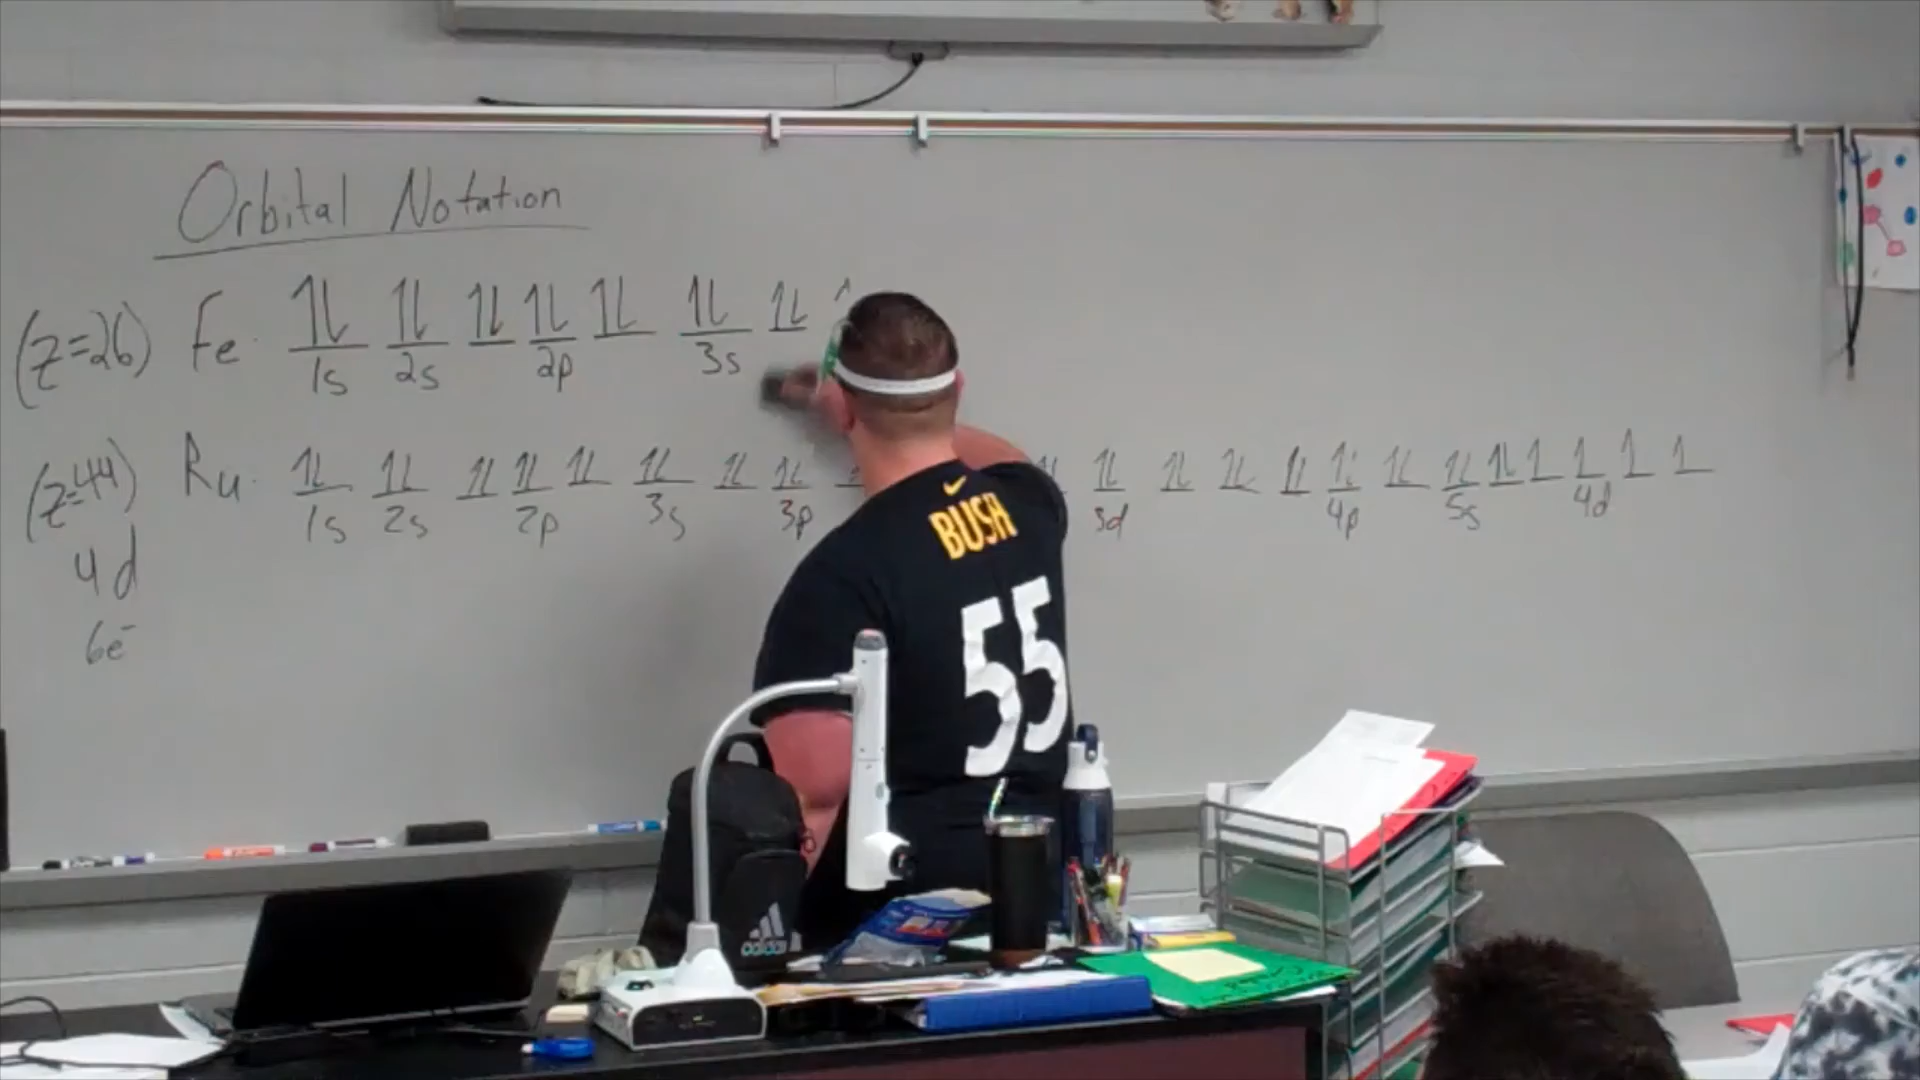 Orbital Notation
(z=26) Fe: 1s 2s 2p 3s
(z=44) Ru: 1s 2s 2p 3s 3p 3d 4p 5s 4d
4d
6e⁻
BUSH
55
adidas